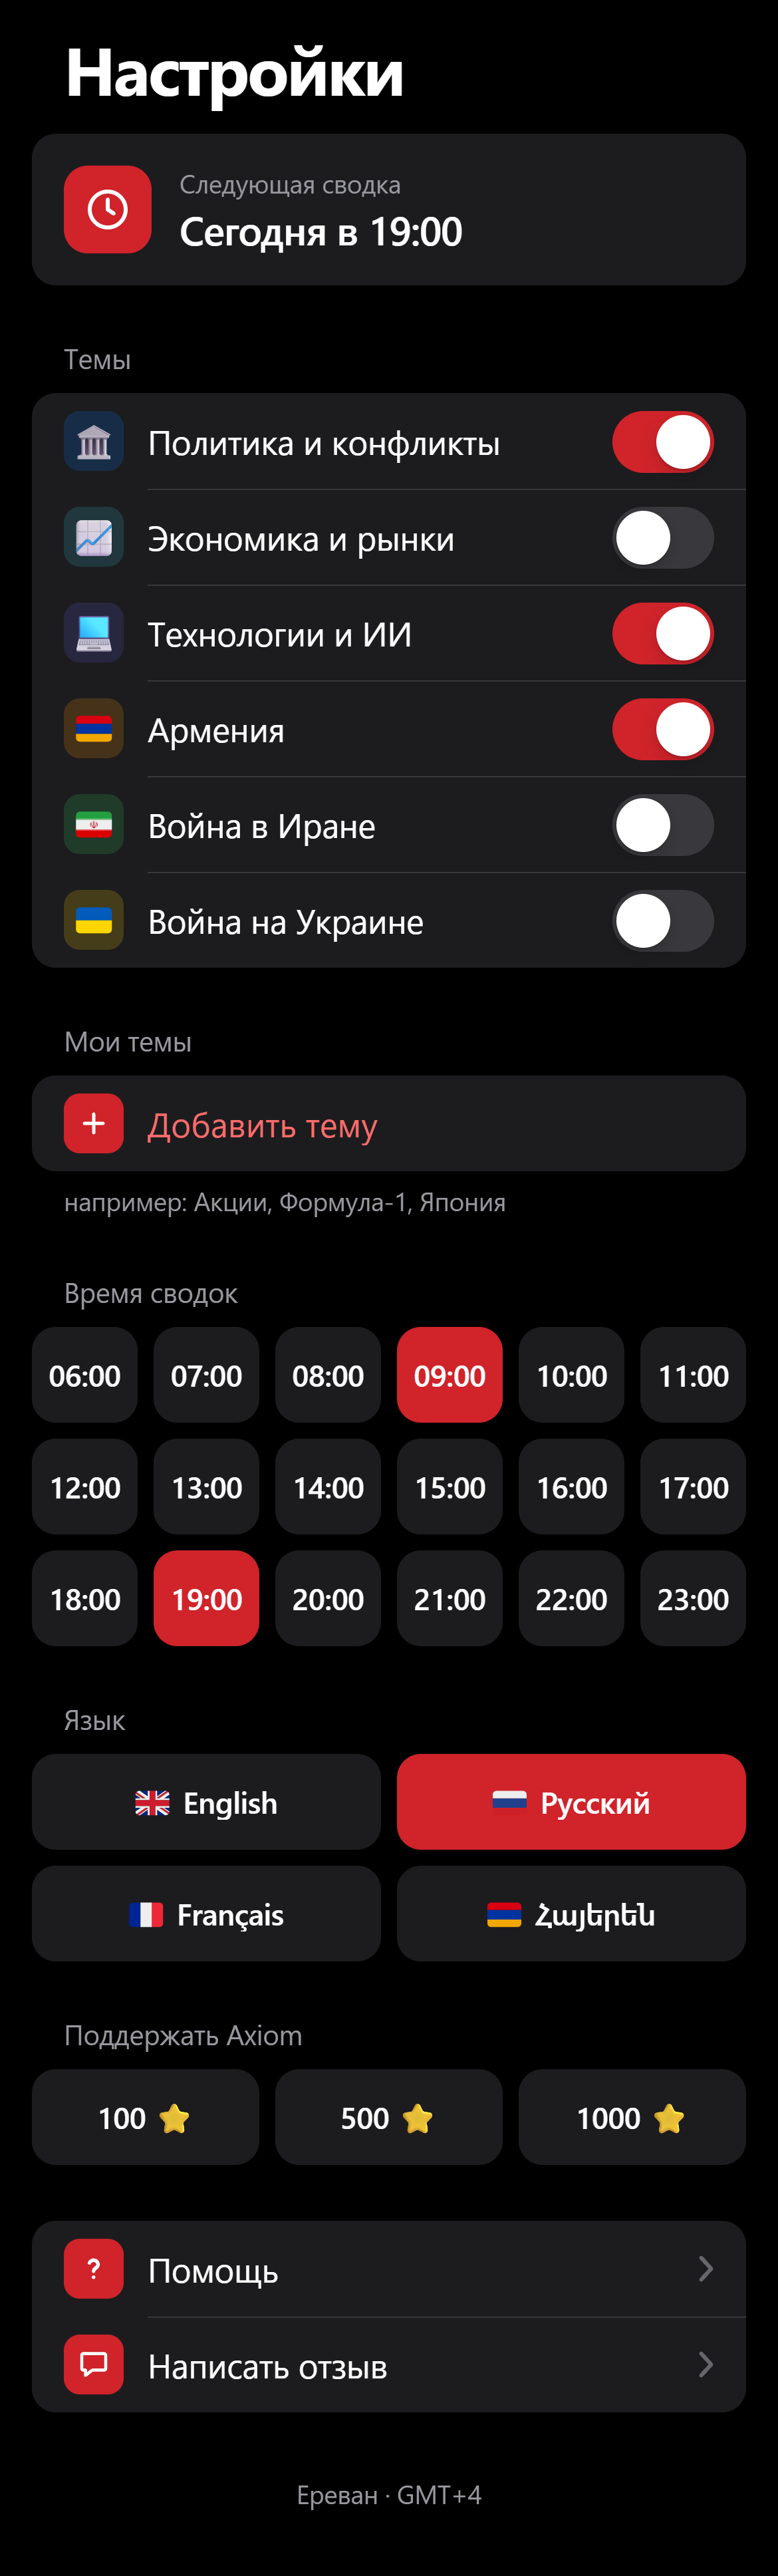 Настройки
Следующая сводка
Сегодня в 19:00
Темы
Политика и конфликты
Экономика и рынки
Технологии и ИИ
Армения
Война в Иране
Война на Украине
Мои темы
Добавить тему
например: Акции, Формула-1, Япония
Время сводок
06:00 07:00 08:00 09:00 10:00 11:00
12:00 13:00 14:00 15:00 16:00 17:00
18:00 19:00 20:00 21:00 22:00 23:00
Язык
English Русский
Français Հայերեն
Поддержать Axiom
100 500 1000
? Помощь
Написать отзыв
Ереван · GMT+4